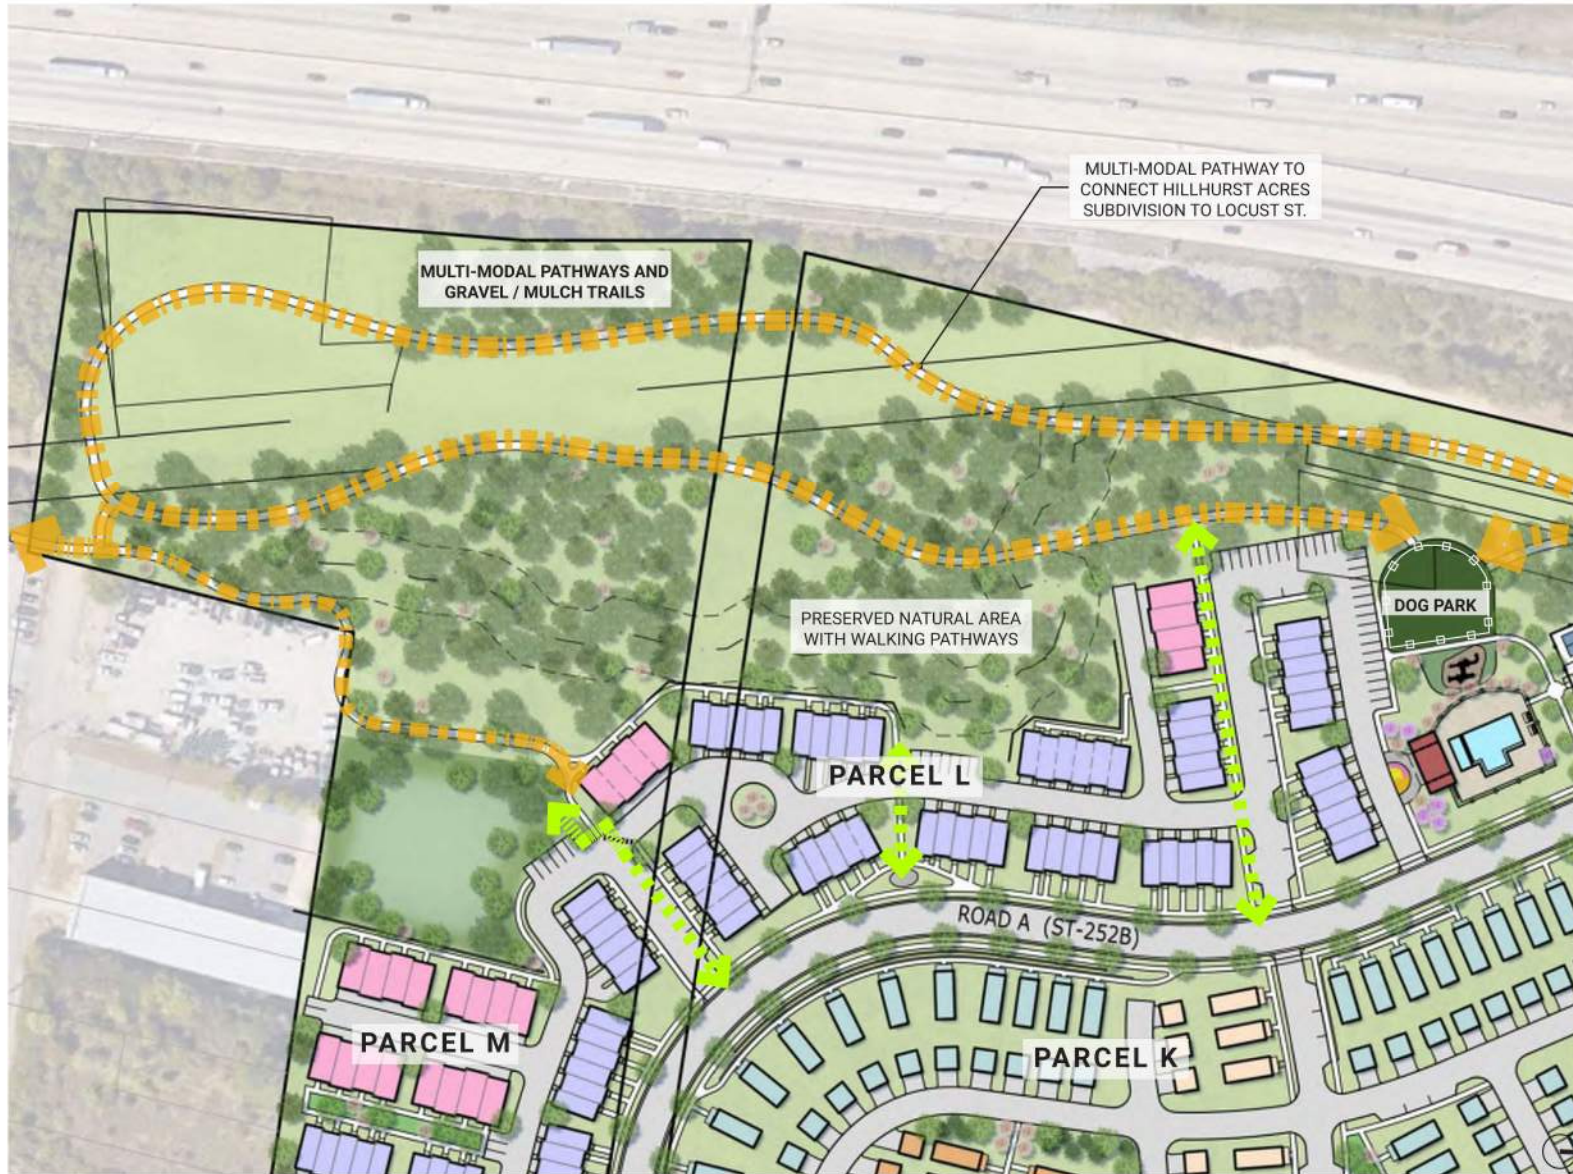 MULTI-MODAL PATHWAY TO
CONNECT HILLHURST ACRES
SUBDIVISION TO LOCUST ST.
MULTI-MODAL PATHWAYS AND
GRAVEL / MULCH TRAILS
DOG PARK
PRESERVED NATURAL AREA
WITH WALKING PATHWAYS
PARCEL L
ROAD A (ST-252B)
PARCEL M
PARCEL K